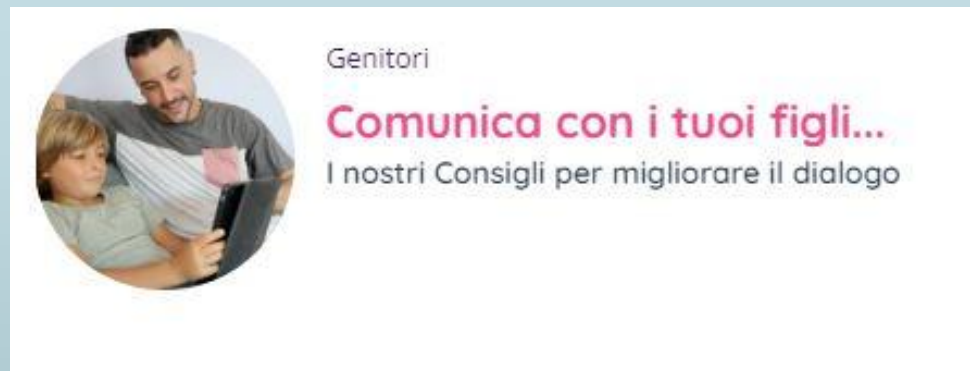 Genitori
Comunica con i tuoi figli...
I nostri Consigli per migliorare il dialogo